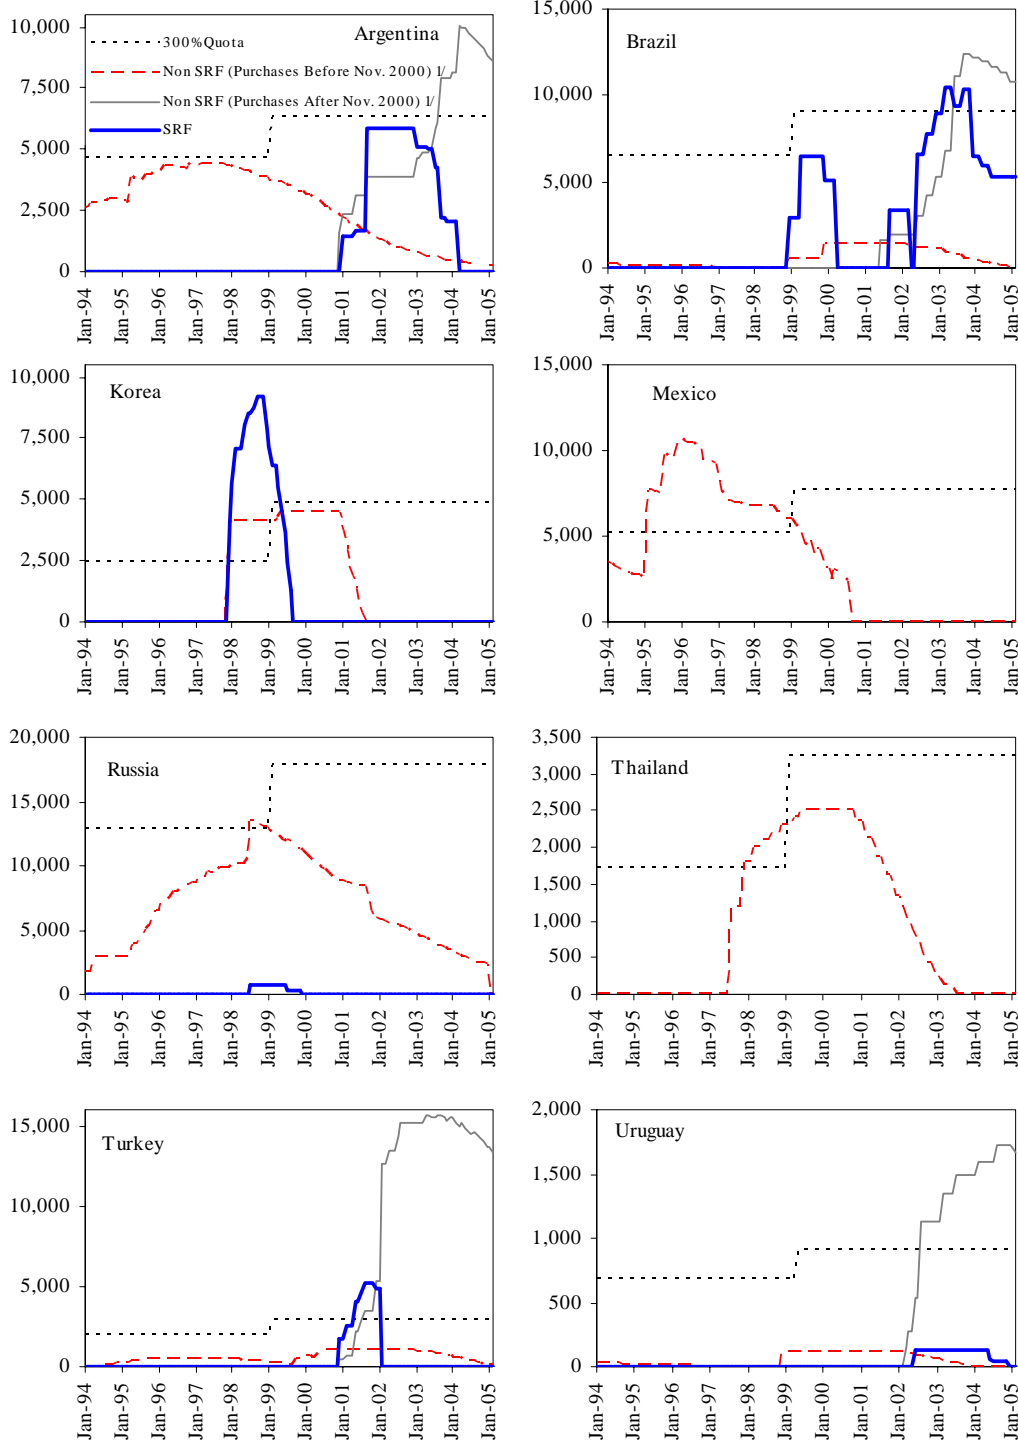 Argentina
10,000
7,500
5,000
2,500
0
300%Quota
Non SRF (Purchases Before Nov. 2000) 1/
Non SRF (Purchases After Nov. 2000) 1/
SRF
Jan-94
Jan-95
Jan-96
Jan-97
Jan-98
Jan-99
Jan-00
Jan-01
Jan-02
Jan-03
Jan-04
Jan-05
Brazil
15,000
10,000
5,000
0
Jan-94
Jan-95
Jan-96
Jan-97
Jan-98
Jan-99
Jan-00
Jan-01
Jan-02
Jan-03
Jan-04
Jan-05
Korea
10,000
7,500
5,000
2,500
0
Jan-94
Jan-95
Jan-96
Jan-97
Jan-98
Jan-99
Jan-00
Jan-01
Jan-02
Jan-03
Jan-04
Jan-05
Mexico
15,000
10,000
5,000
0
Jan-94
Jan-95
Jan-96
Jan-97
Jan-98
Jan-99
Jan-00
Jan-01
Jan-02
Jan-03
Jan-04
Jan-05
Russia
20,000
15,000
10,000
5,000
0
Jan-94
Jan-95
Jan-96
Jan-97
Jan-98
Jan-99
Jan-00
Jan-01
Jan-02
Jan-03
Jan-04
Jan-05
Thailand
3,500
3,000
2,500
2,000
1,500
1,000
500
0
Jan-94
Jan-95
Jan-96
Jan-97
Jan-98
Jan-99
Jan-00
Jan-01
Jan-02
Jan-03
Jan-04
Jan-05
Turkey
15,000
10,000
5,000
0
Jan-94
Jan-95
Jan-96
Jan-97
Jan-98
Jan-99
Jan-00
Jan-01
Jan-02
Jan-03
Jan-04
Jan-05
Uruguay
2,000
1,500
1,000
500
0
Jan-94
Jan-95
Jan-96
Jan-97
Jan-98
Jan-99
Jan-00
Jan-01
Jan-02
Jan-03
Jan-04
Jan-05